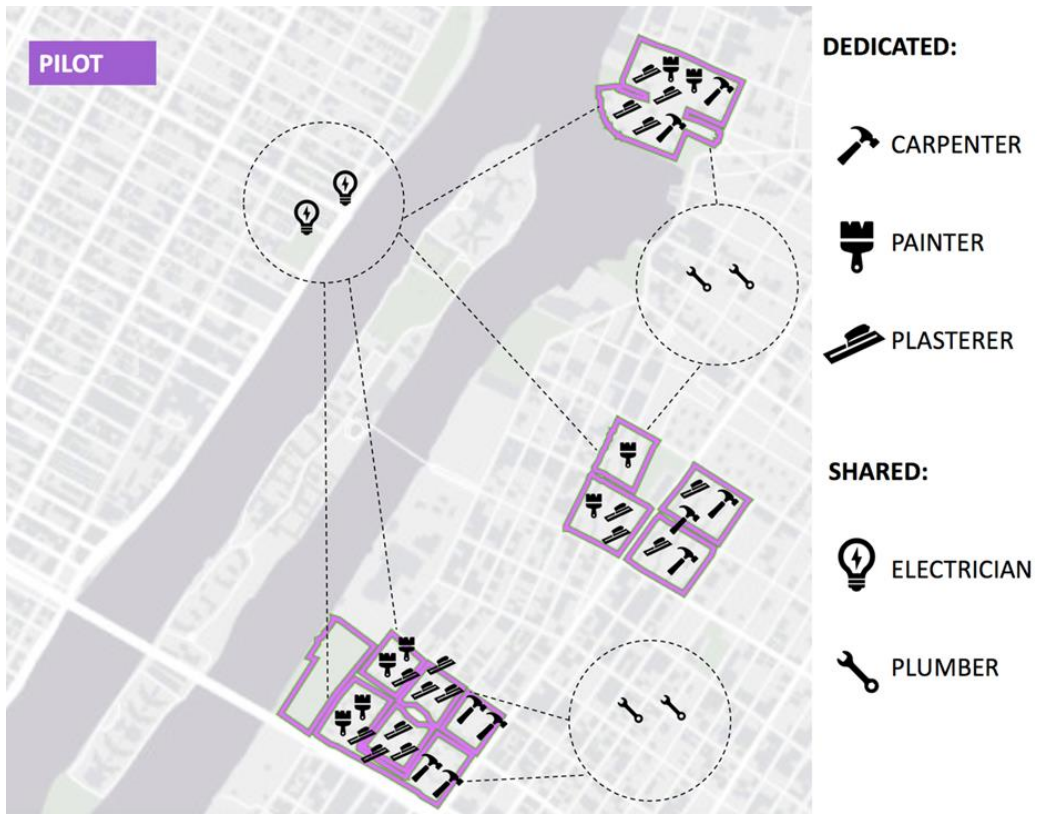 PILOT
DEDICATED:
CARPENTER
PAINTER
PLASTERER
SHARED:
ELECTRICIAN
PLUMBER